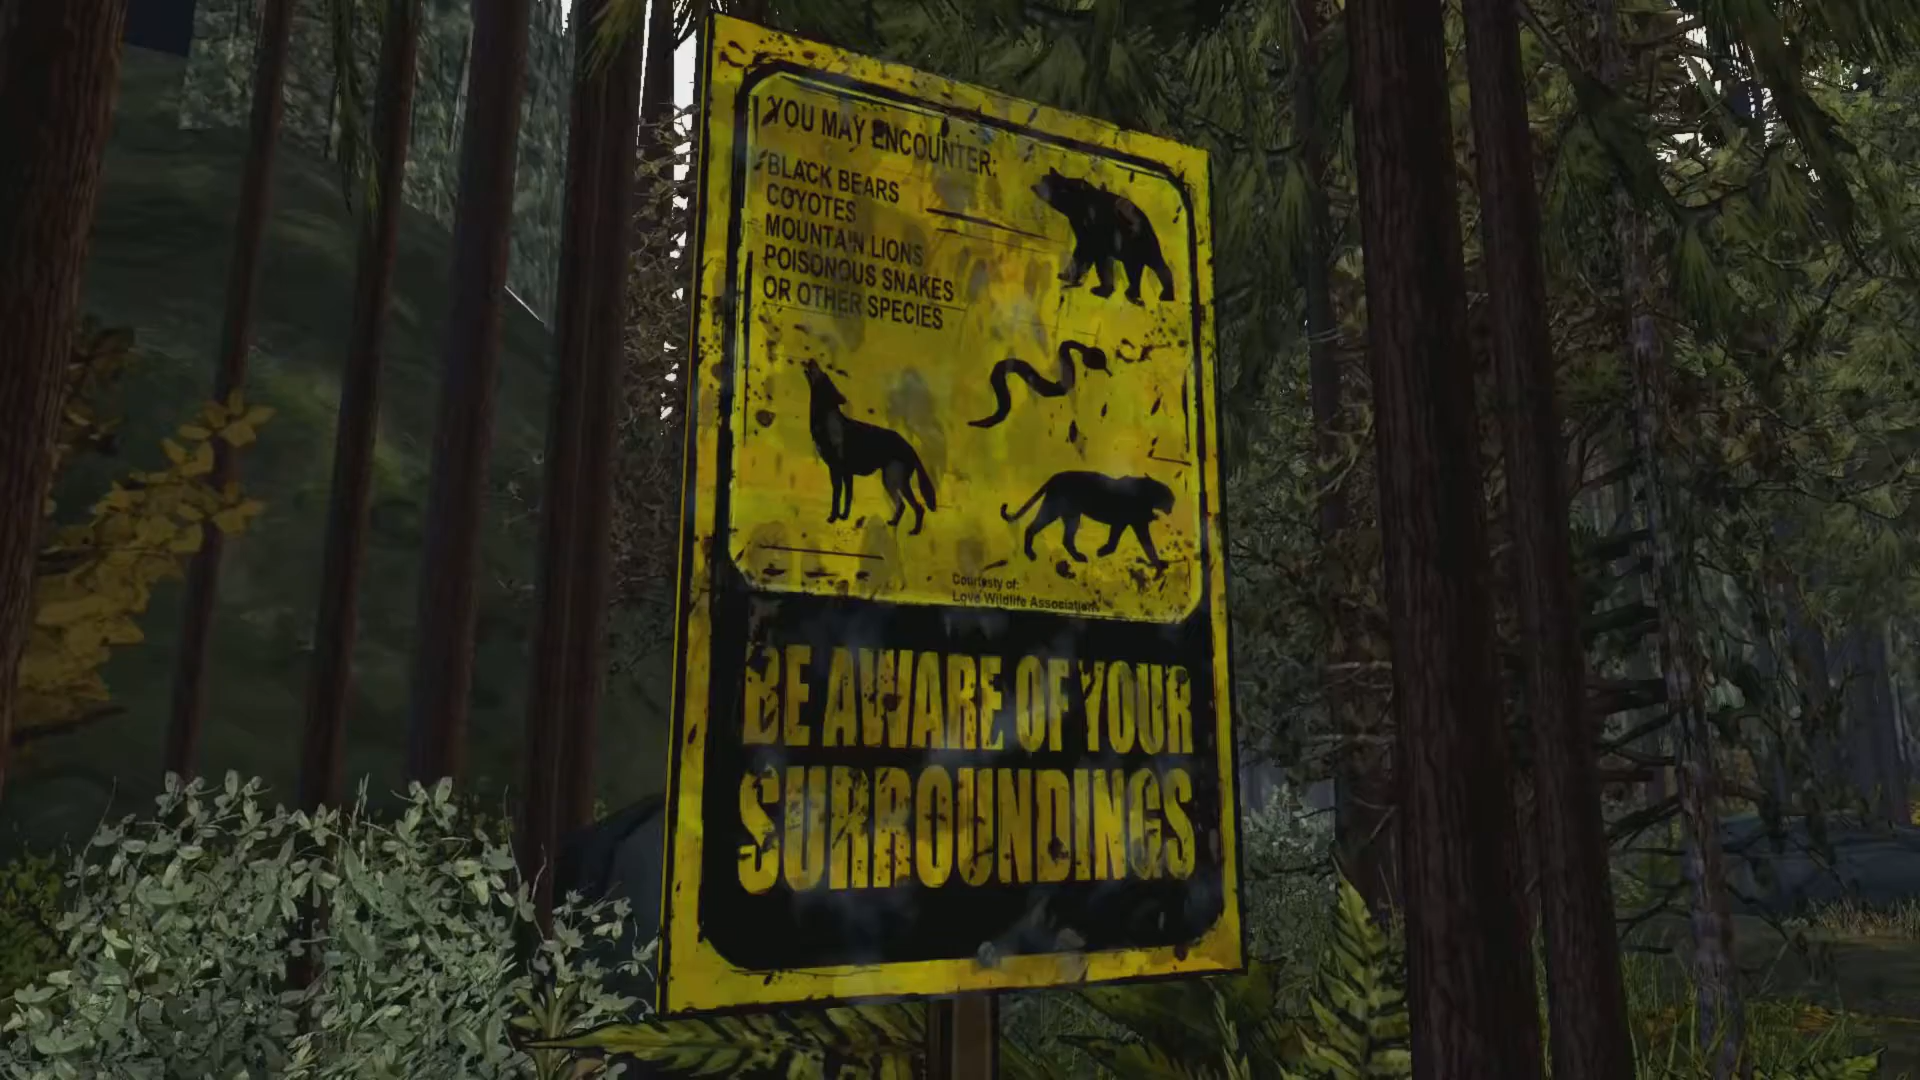 YOU MAY ENCOUNTER:
BLACK BEARS
COYOTES
MOUNTAIN LIONS
POISONOUS SNAKES
OR OTHER SPECIES
Courtesty of:
Love Wildlife Association
BE AWARE OF YOUR
SURROUNDINGS